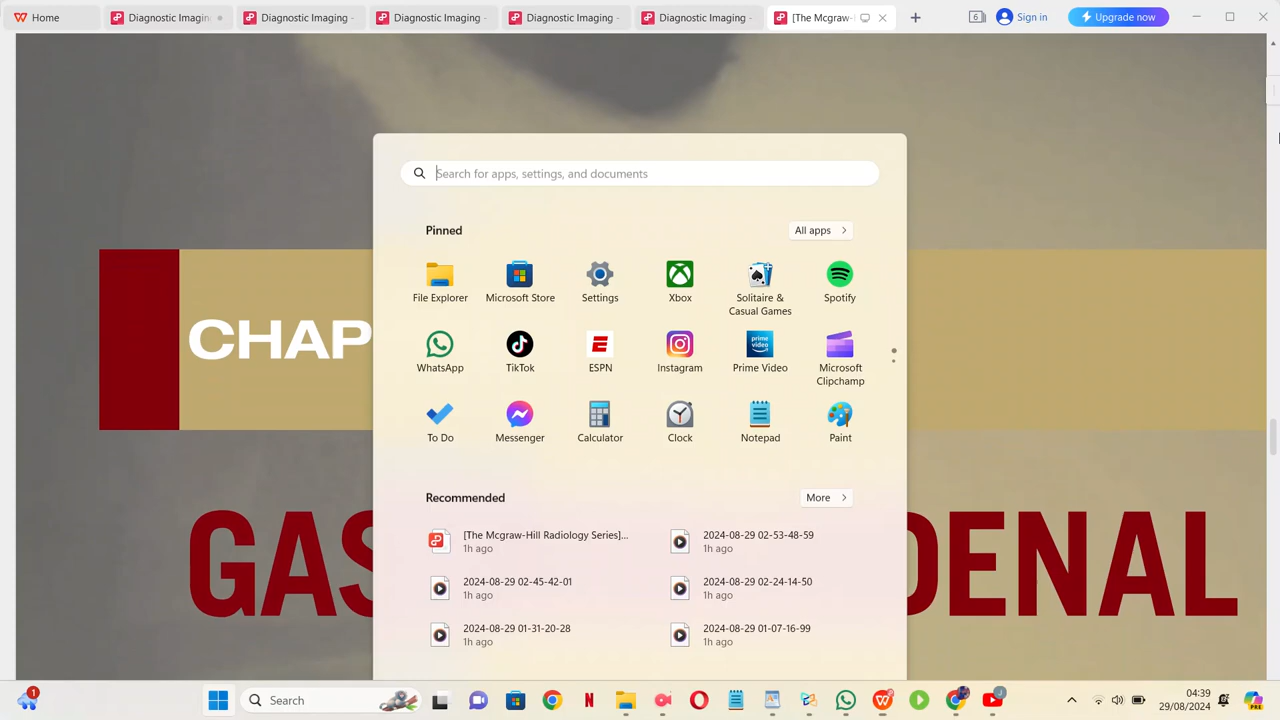 Home
Diagnostic Imaging
Diagnostic Imaging -
Diagnostic Imaging -
Diagnostic Imaging -
Diagnostic Imaging -
[The Mcgraw-
6
Sign in
Upgrade now
Search for apps, settings, and documents
Pinned
All apps
File Explorer
Microsoft Store
Settings
Xbox
Solitaire &
Casual Games
Spotify
CHAP
WhatsApp
TikTok
ESPN
Instagram
Prime Video
Microsoft
Clipchamp
To Do
Messenger
Calculator
Clock
Notepad
Paint
Recommended
More
GAS
DENAL
[The Mcgraw-Hill Radiology Series]...
1h ago
2024-08-29 02-53-48-59
1h ago
2024-08-29 02-45-42-01
1h ago
2024-08-29 02-24-14-50
1h ago
2024-08-29 01-31-20-28
1h ago
2024-08-29 01-07-16-99
1h ago
1
Search
04:39
29/08/2024